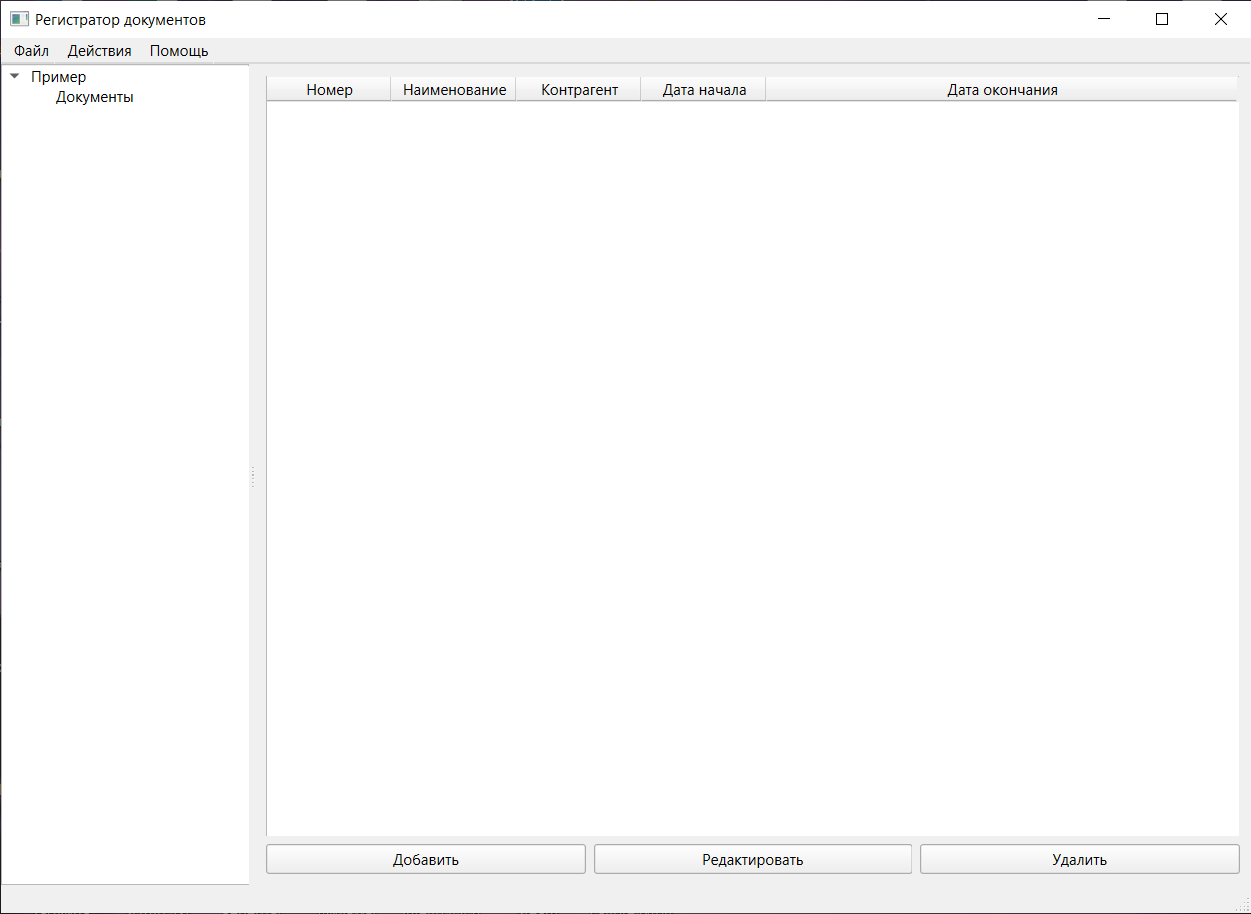 Регистратор документов
Файл Действия Помощь
Пример
Документы
Номер Наименование Контрагент Дата начала Дата окончания
Добавить Редактировать Удалить